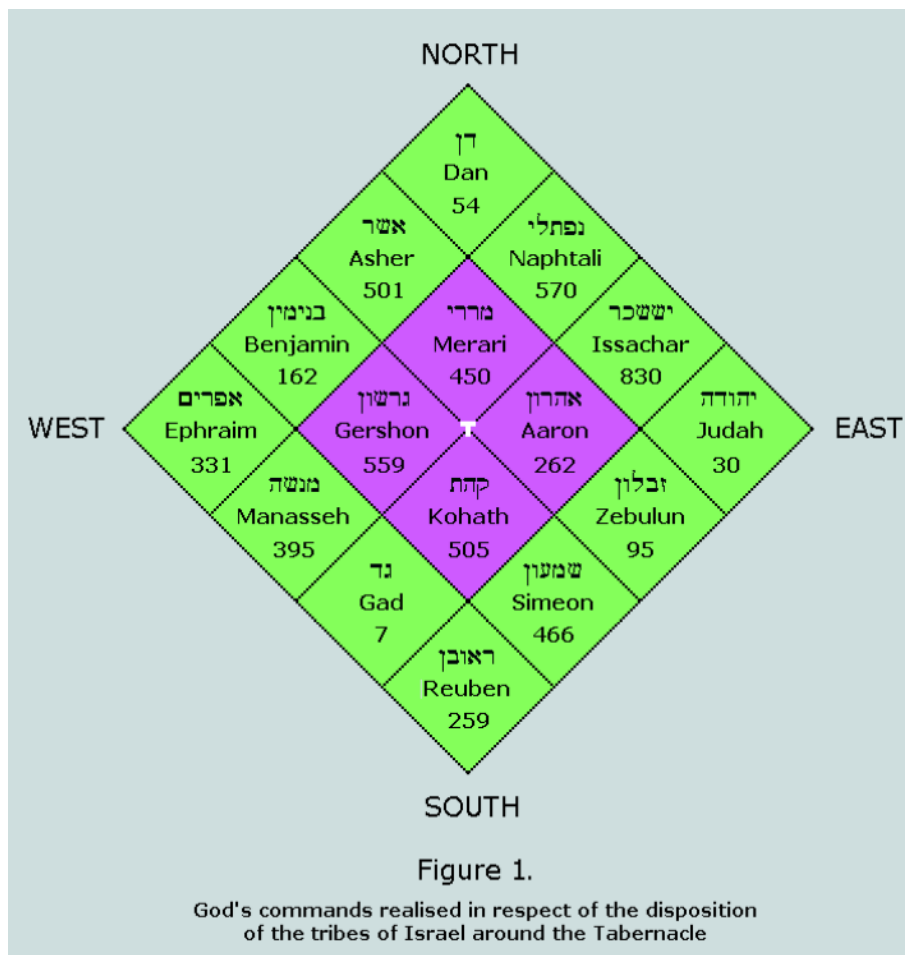 NORTH
דן
Dan
54
אשר
Asher
501
נפתלי
Naphtali
570
בנימין
Benjamin
162
מררי
Merari
450
יששכר
Issachar
830
WEST
אפרים
Ephraim
331
גרשון
Gershon
559
T
אהרון
Aaron
262
יהודה
Judah
30
EAST
מנשה
Manasseh
395
קהת
Kohath
505
זבלון
Zebulun
95
גד
Gad
7
שמעון
Simeon
466
ראובן
Reuben
259
SOUTH
Figure 1.
God's commands realised in respect of the disposition
of the tribes of Israel around the Tabernacle